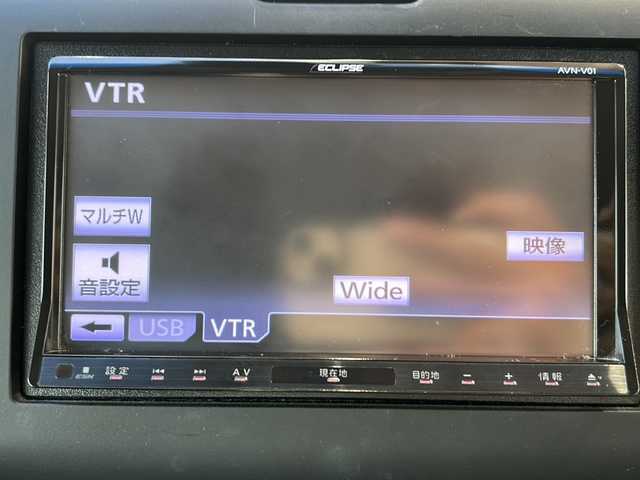 ECLIPSE
AVN-V01
VTR
マルチW
映像
音設定
Wide
USB
VTR
設定
AV
現在地
目的地
−
+
情報